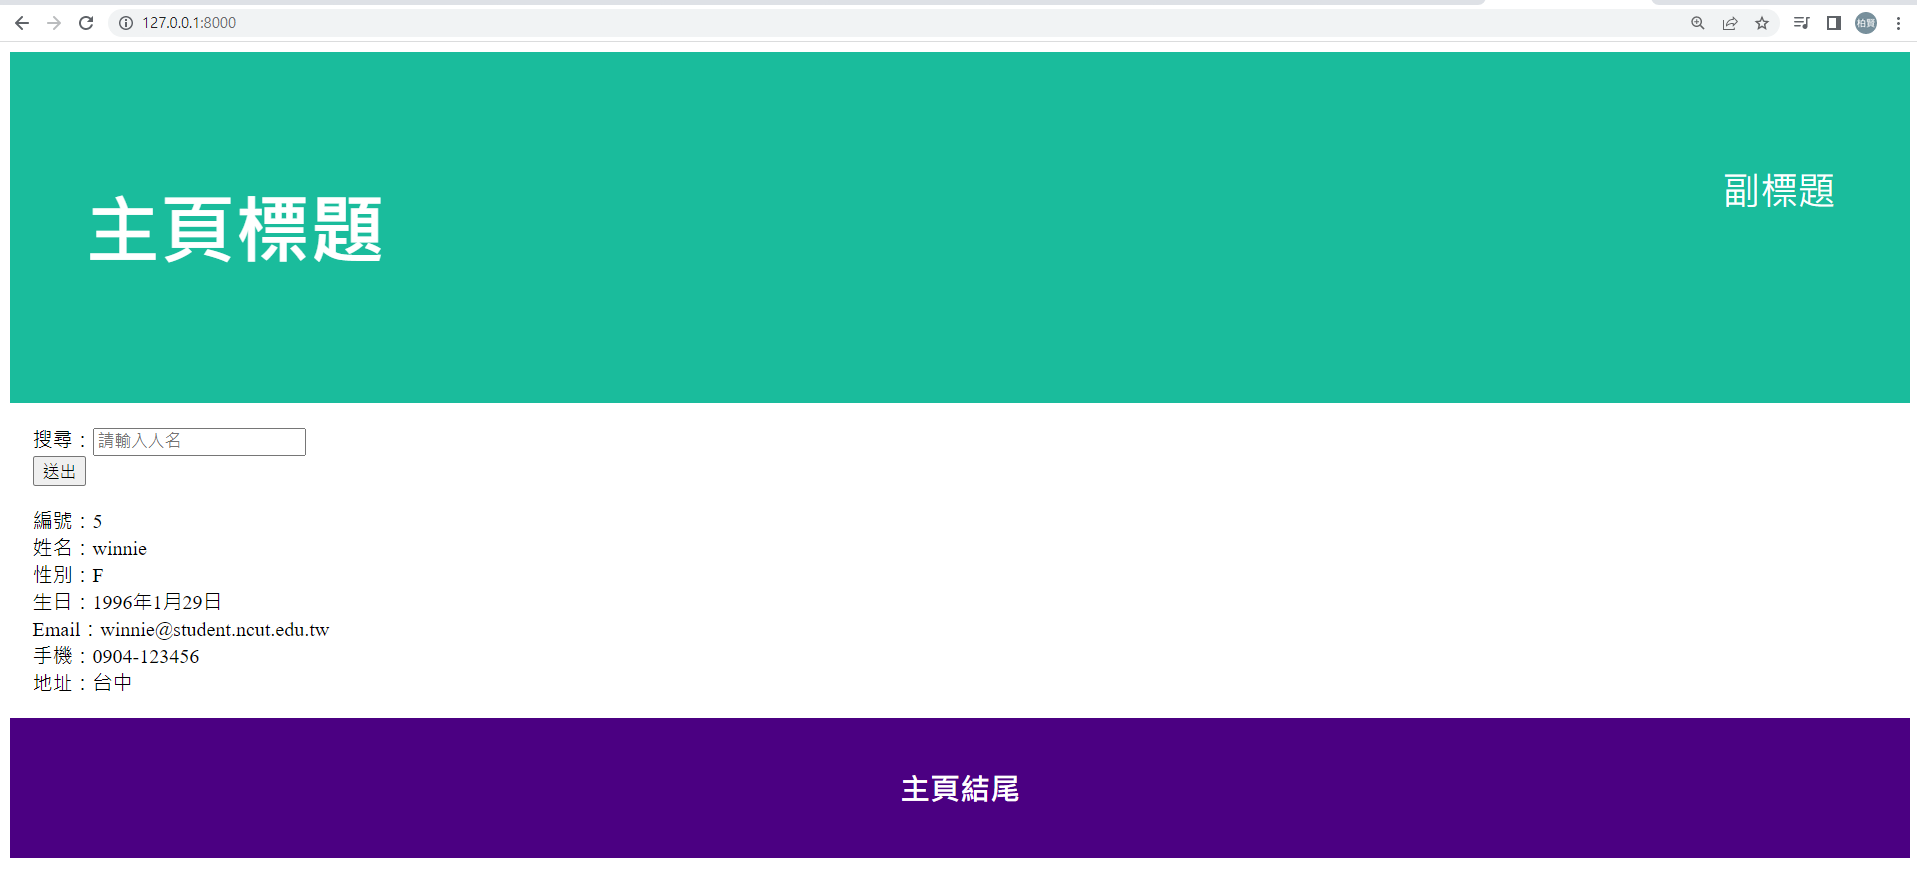 127.0.0.1:8000
柏賢
主頁標題
副標題
搜尋：請輸入人名
送出
編號：5
姓名：winnie
性別：F
生日：1996年1月29日
Email：winnie@student.ncut.edu.tw
手機：0904-123456
地址：台中
主頁結尾